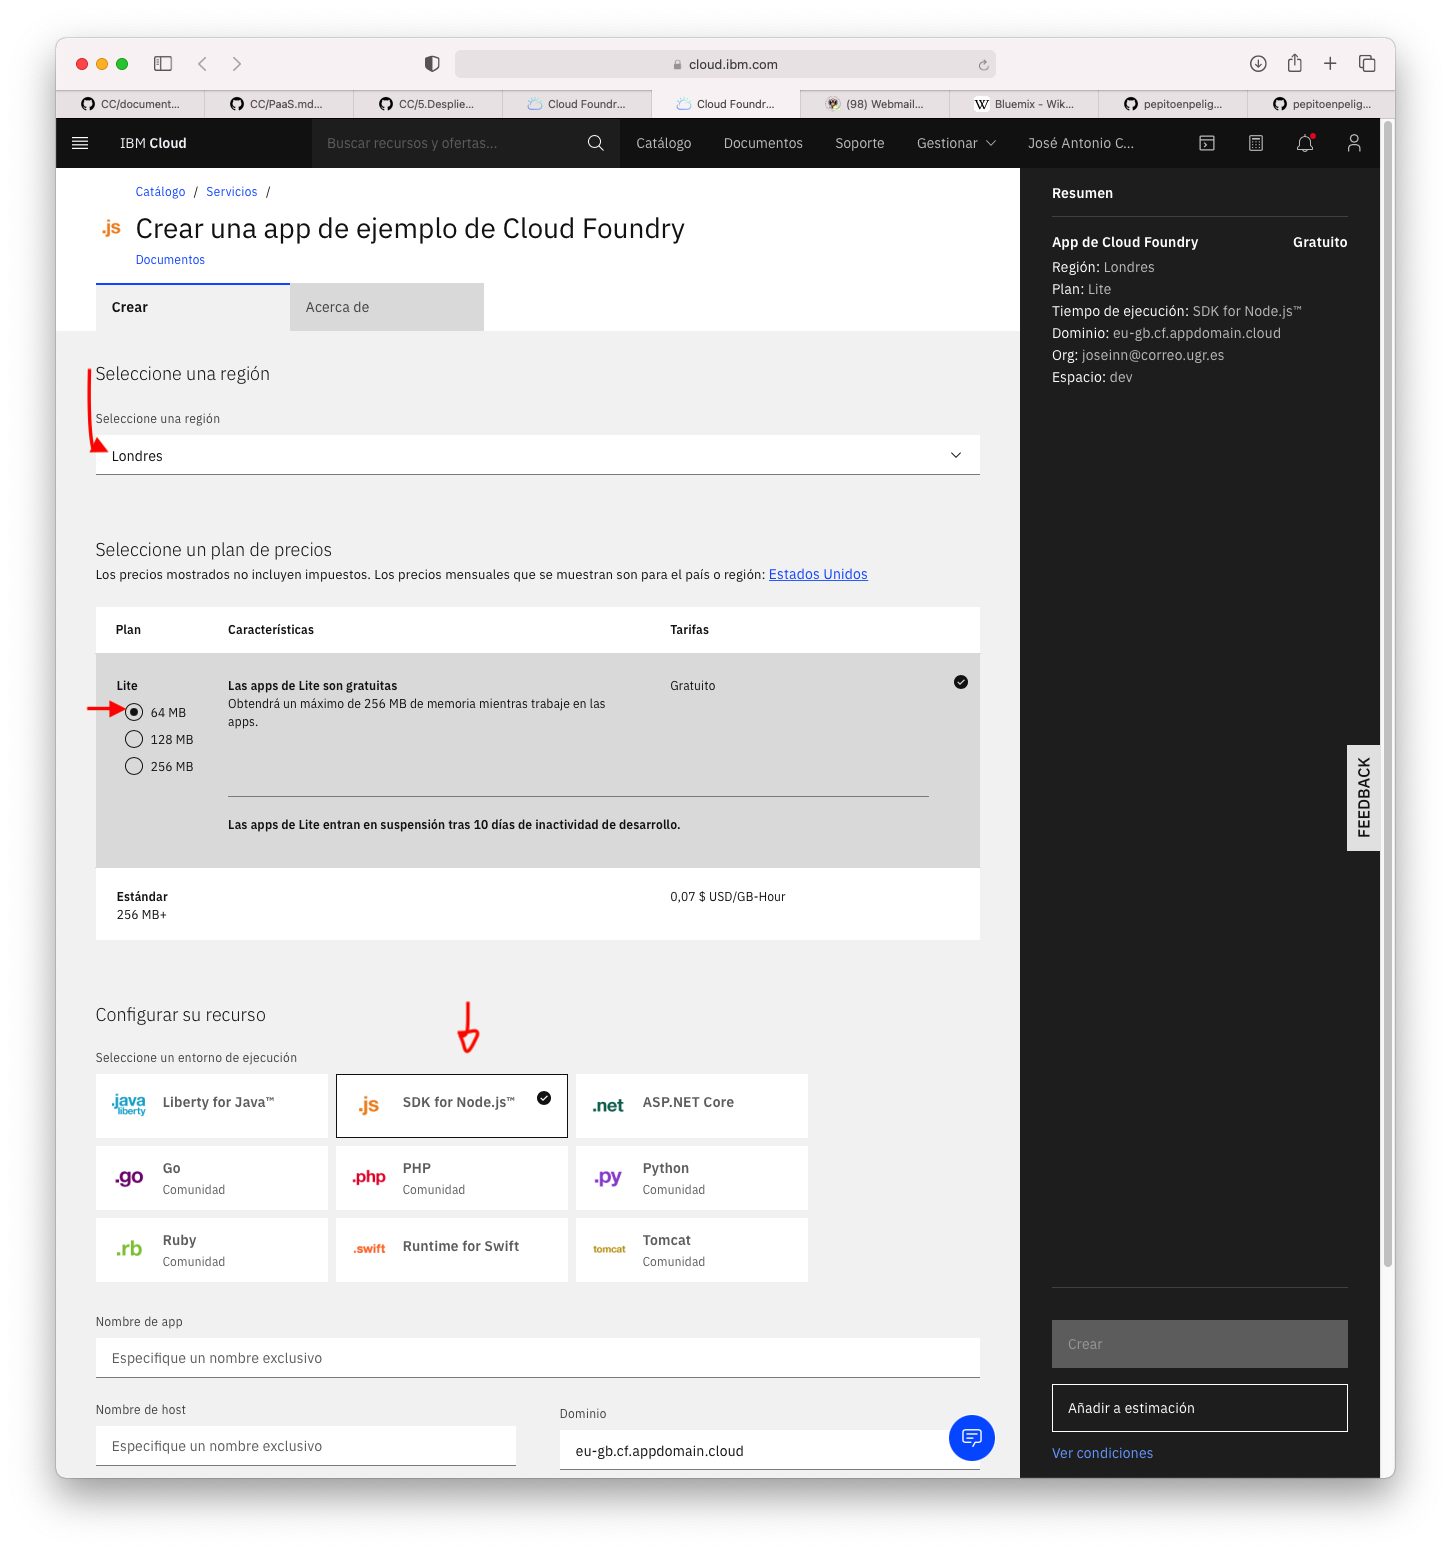 cloud.ibm.com
CC/document...
CC/PaaS.md...
CC/5.Desplie...
Cloud Foundr...
Cloud Foundr...
(98) Webmail...
Bluemix - Wik...
pepitoenpelig...
pepitoenpelig...
IBM Cloud
Buscar recursos y ofertas...
Catálogo
Documentos
Soporte
Gestionar
José Antonio C...
Catálogo / Servicios /
.js
Crear una app de ejemplo de Cloud Foundry
Documentos
Crear
Acerca de
Seleccione una región
Seleccione una región
Londres
Seleccione un plan de precios
Los precios mostrados no incluyen impuestos. Los precios mensuales que se muestran son para el país o región: Estados Unidos
Plan
Características
Tarifas
Lite
Las apps de Lite son gratuitas
Gratuito
Obtendrá un máximo de 256 MB de memoria mientras trabaje en las
apps.
64 MB
128 MB
256 MB
Las apps de Lite entran en suspensión tras 10 días de inactividad de desarrollo.
Estándar
256 MB+
0,07 $ USD/GB-Hour
Configurar su recurso
Seleccione un entorno de ejecución
java
liberty
Liberty for Java™
.js
SDK for Node.js™
.net
ASP.NET Core
.go
Go
Comunidad
.php
PHP
Comunidad
.py
Python
Comunidad
.rb
Ruby
Comunidad
.swift
Runtime for Swift
tomcat
Tomcat
Comunidad
Nombre de app
Especifique un nombre exclusivo
Nombre de host
Especifique un nombre exclusivo
Dominio
eu-gb.cf.appdomain.cloud
Resumen
App de Cloud Foundry
Gratuito
Región: Londres
Plan: Lite
Tiempo de ejecución: SDK for Node.js™
Dominio: eu-gb.cf.appdomain.cloud
Org: joseinn@correo.ugr.es
Espacio: dev
FEEDBACK
Crear
Añadir a estimación
Ver condiciones